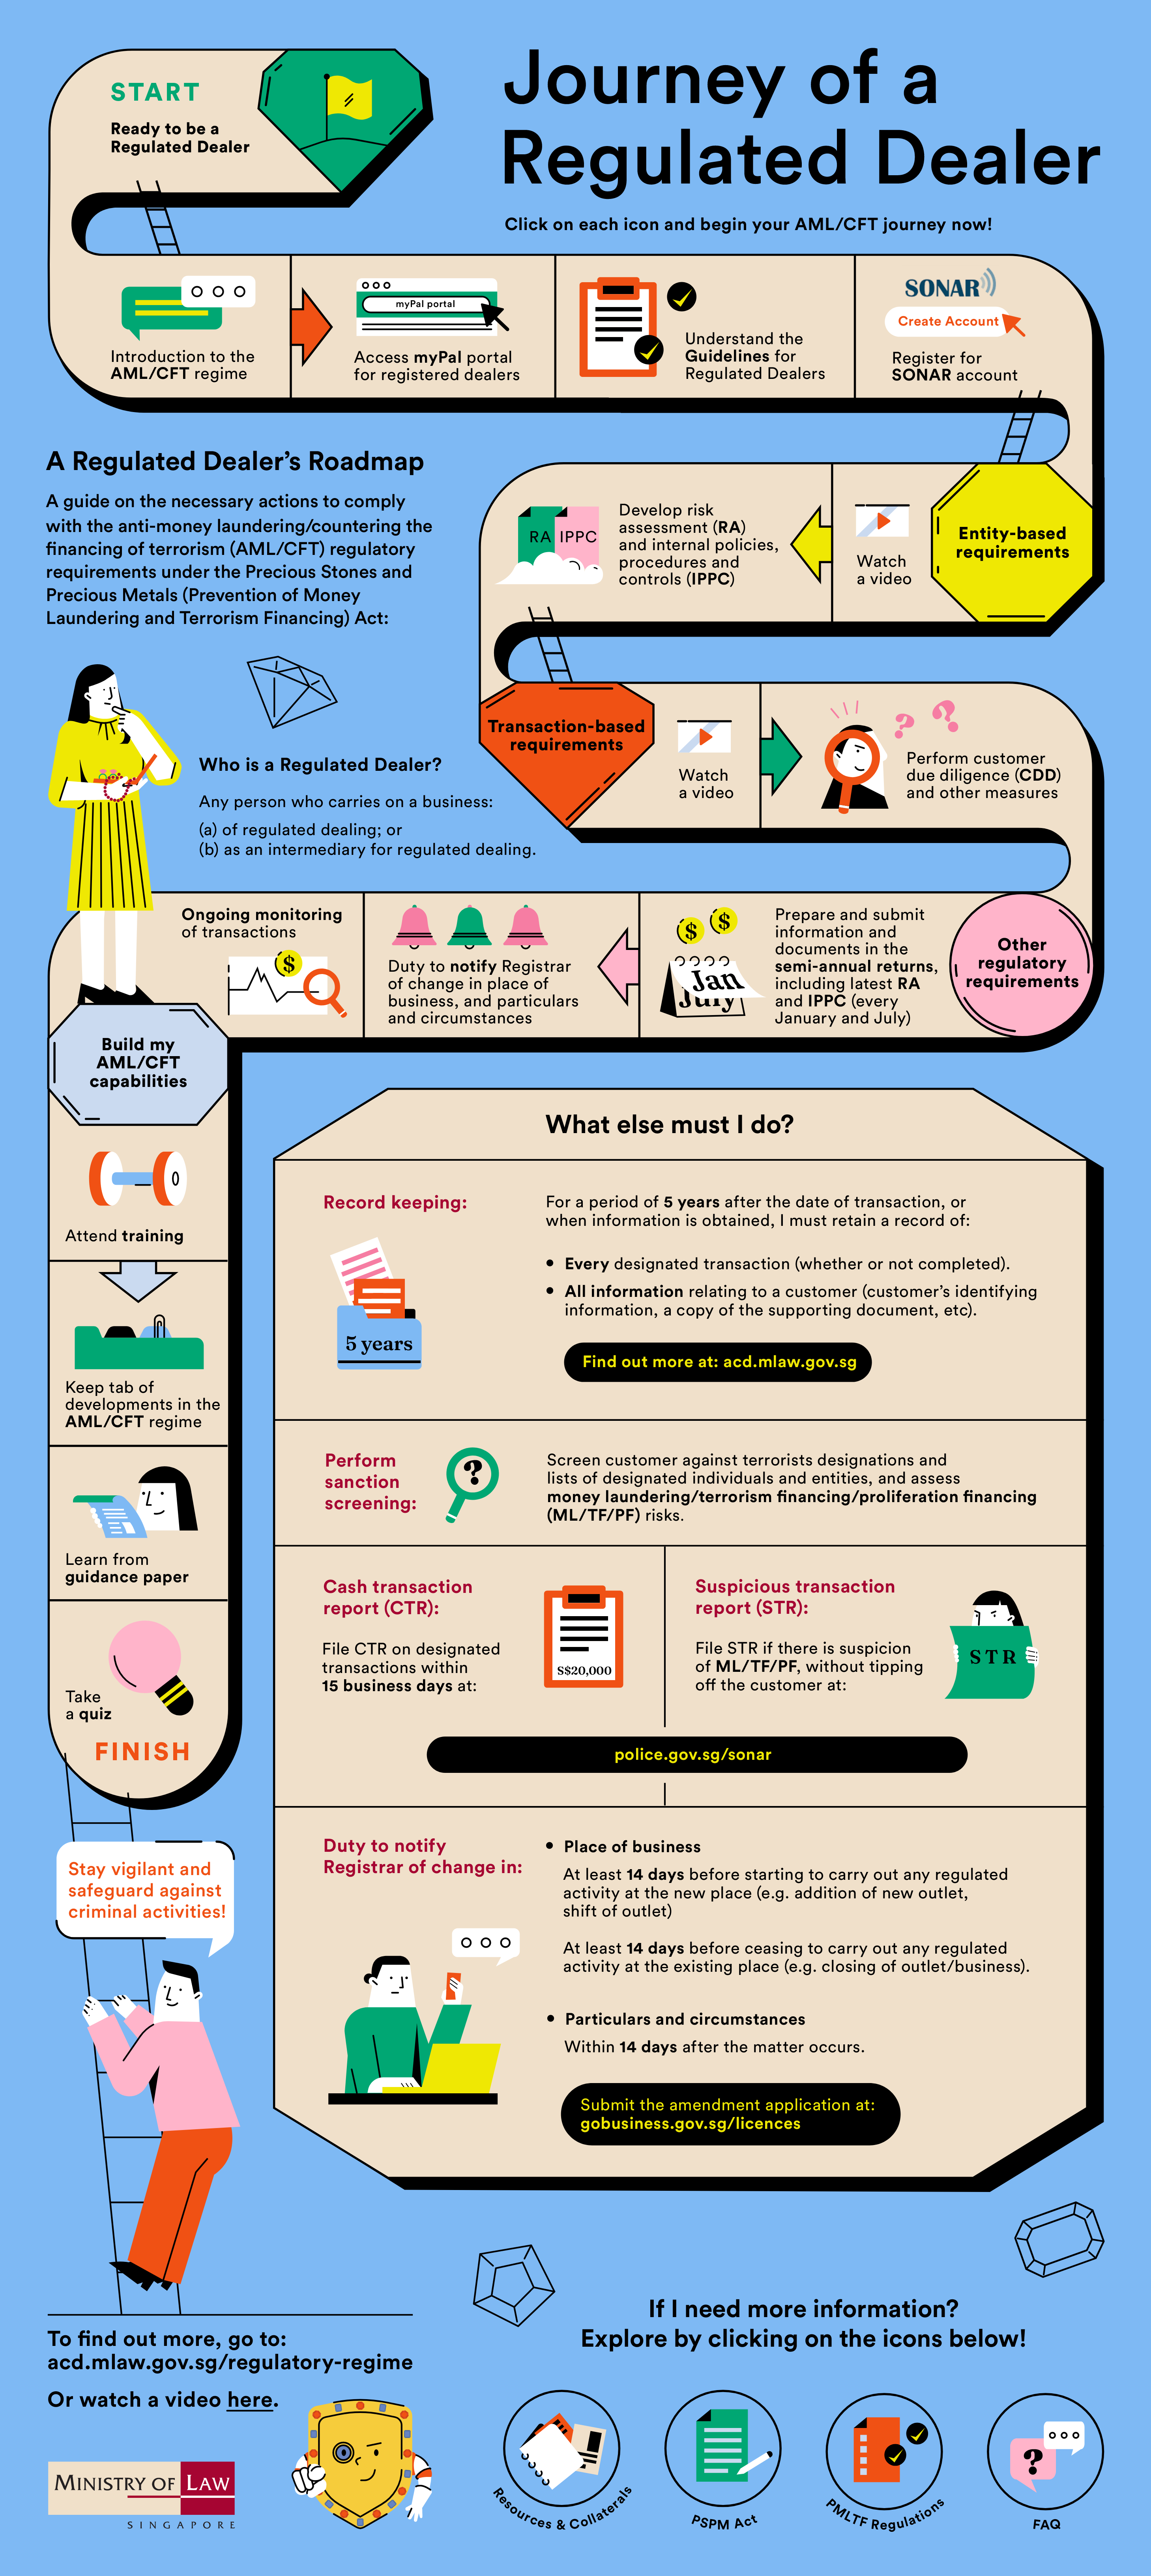 START
Ready to be a
Regulated Dealer
Journey of a
Regulated Dealer
Click on each icon and begin your AML/CFT journey now!
Introduction to the
AML/CFT regime
myPal portal
Access myPal portal
for registered dealers
Understand the
Guidelines for
Regulated Dealers
SONAR
Create Account
Register for
SONAR account
A Regulated Dealer's Roadmap
A guide on the necessary actions to comply
with the anti-money laundering/countering the
financing of terrorism (AML/CFT) regulatory
requirements under the Precious Stones and
Precious Metals (Prevention of Money
Laundering and Terrorism Financing) Act:
Entity-based
requirements
Watch
a video
RA IPPC
Develop risk
assessment (RA)
and internal policies,
procedures and
controls (IPPC)
Who is a Regulated Dealer?
Any person who carries on a business:
(a) of regulated dealing; or
(b) as an intermediary for regulated dealing.
Transaction-based
requirements
Watch
a video
? ?
Perform customer
due diligence (CDD)
and other measures
Other
regulatory
requirements
$ $
Jan
July
Prepare and submit
information and
documents in the
semi-annual returns,
including latest RA
and IPPC (every
January and July)
Duty to notify Registrar
of change in place of
business, and particulars
and circumstances
Ongoing monitoring
of transactions
$
Build my
AML/CFT
capabilities
Attend training
Keep tab of
developments in the
AML/CFT regime
Learn from
guidance paper
Take
a quiz
FINISH
Stay vigilant and
safeguard against
criminal activities!
What else must I do?
Record keeping:
5 years
For a period of 5 years after the date of transaction, or
when information is obtained, I must retain a record of:
• Every designated transaction (whether or not completed).
• All information relating to a customer (customer's identifying
information, a copy of the supporting document, etc).
Find out more at: acd.mlaw.gov.sg
Perform
sanction
screening:
?
Screen customer against terrorists designations and
lists of designated individuals and entities, and assess
money laundering/terrorism financing/proliferation financing
(ML/TF/PF) risks.
Cash transaction
report (CTR):
File CTR on designated
transactions within
15 business days at:
S$20,000
Suspicious transaction
report (STR):
File STR if there is suspicion
of ML/TF/PF, without tipping
off the customer at:
STR
police.gov.sg/sonar
Duty to notify
Registrar of change in:
• Place of business
At least 14 days before starting to carry out any regulated
activity at the new place (e.g. addition of new outlet,
shift of outlet)
At least 14 days before ceasing to carry out any regulated
activity at the existing place (e.g. closing of outlet/business).
• Particulars and circumstances
Within 14 days after the matter occurs.
Submit the amendment application at:
gobusiness.gov.sg/licences
To find out more, go to:
acd.mlaw.gov.sg/regulatory-regime
Or watch a video here.
MINISTRY OF LAW
SINGAPORE
If I need more information?
Explore by clicking on the icons below!
Resources & Collaterals
PSPM Act
PMLTF Regulations
?
FAQ